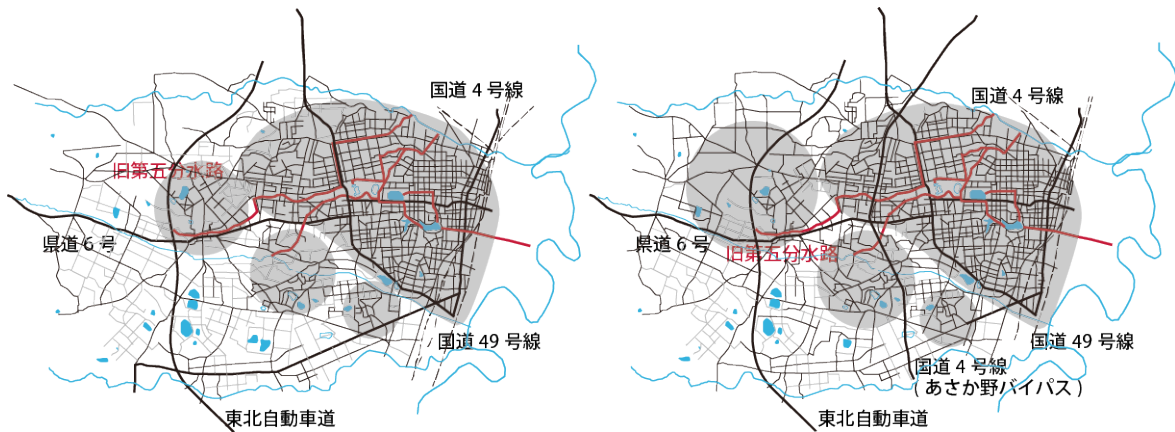 国道 4 号線
旧第五分水路
県道 6 号
国道 49 号線
東北自動車道
国道 4 号線
県道 6 号
旧第五分水路
国道 49 号線
国道 4 号線
( あさか野バイパス )
東北自動車道